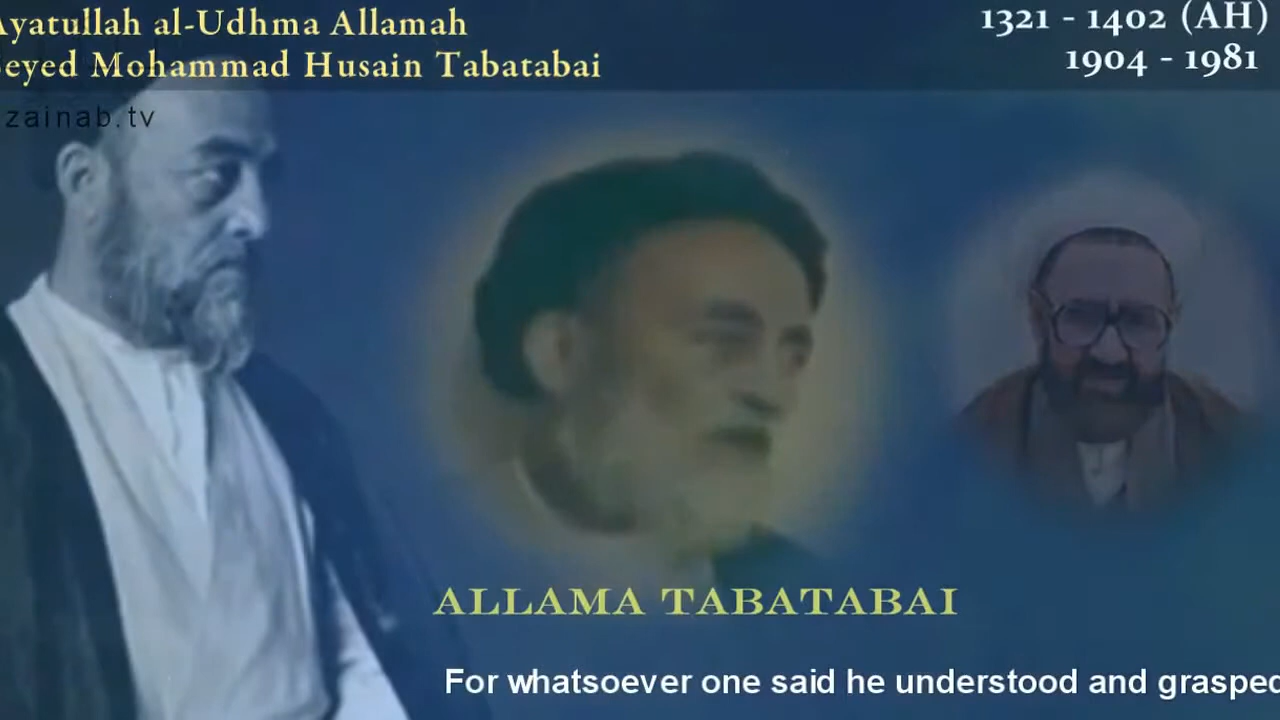 Ayatullah al-Udhma Allamah
Seyed Mohammad Husain Tabatabai
1321 - 1402 (AH)
1904 - 1981
zainab.tv
ALLAMA TABATABAI
For whatsoever one said he understood and grasped